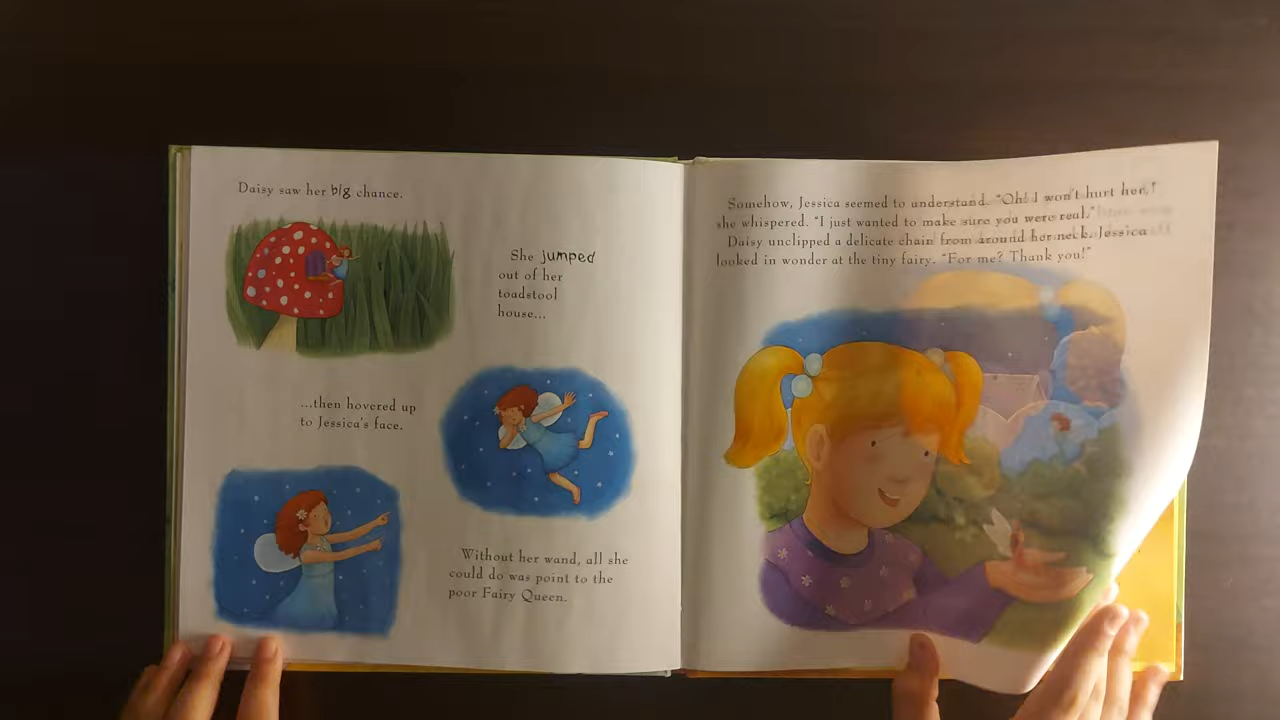 Daisy saw her big chance.
She jumped
out of her
toadstool
house...
...then hovered up
to Jessica's face.
Without her wand, all she
could do was point to the
poor Fairy Queen.
Somehow, Jessica seemed to understand. "Oh! I won't hurt her,"
she whispered. "I just wanted to make sure you were real."
Daisy unclipped a delicate chain from around her neck. Jessica
looked in wonder at the tiny fairy. "For me? Thank you!"